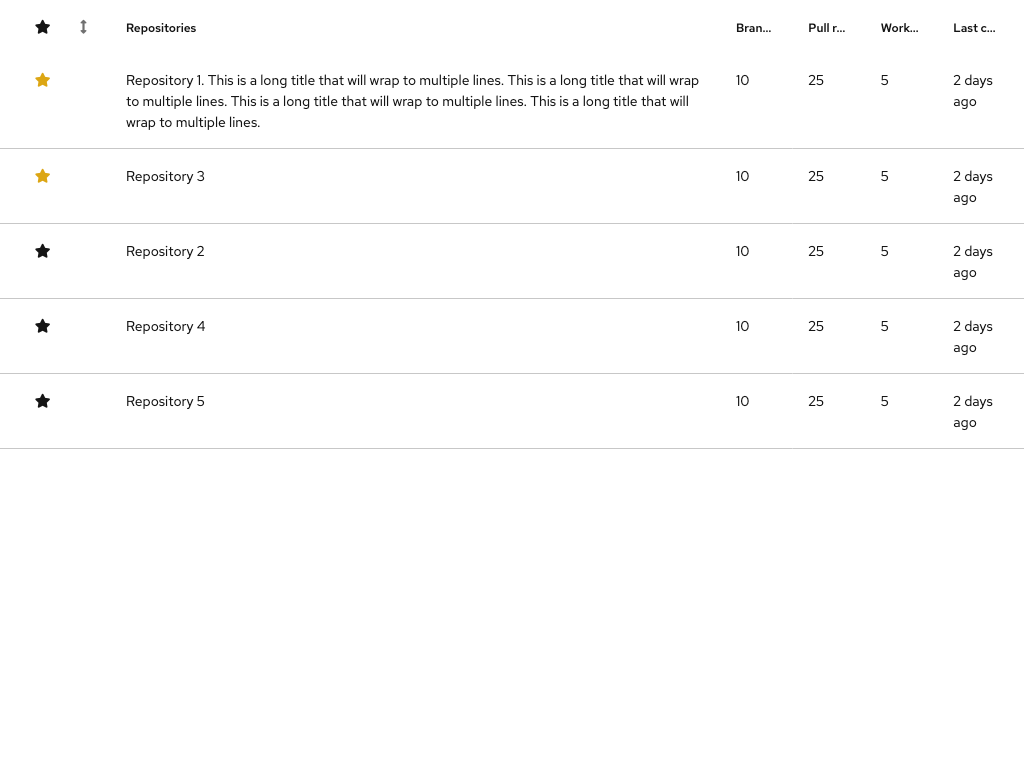 Repositories Bran... Pull r... Work... Last c...
Repository 1. This is a long title that will wrap to multiple lines. This is a long title that will wrap 10 25 5 2 days
to multiple lines. This is a long title that will wrap to multiple lines. This is a long title that will ago
wrap to multiple lines.
Repository 3 10 25 5 2 days
ago
Repository 2 10 25 5 2 days
ago
Repository 4 10 25 5 2 days
ago
Repository 5 10 25 5 2 days
ago